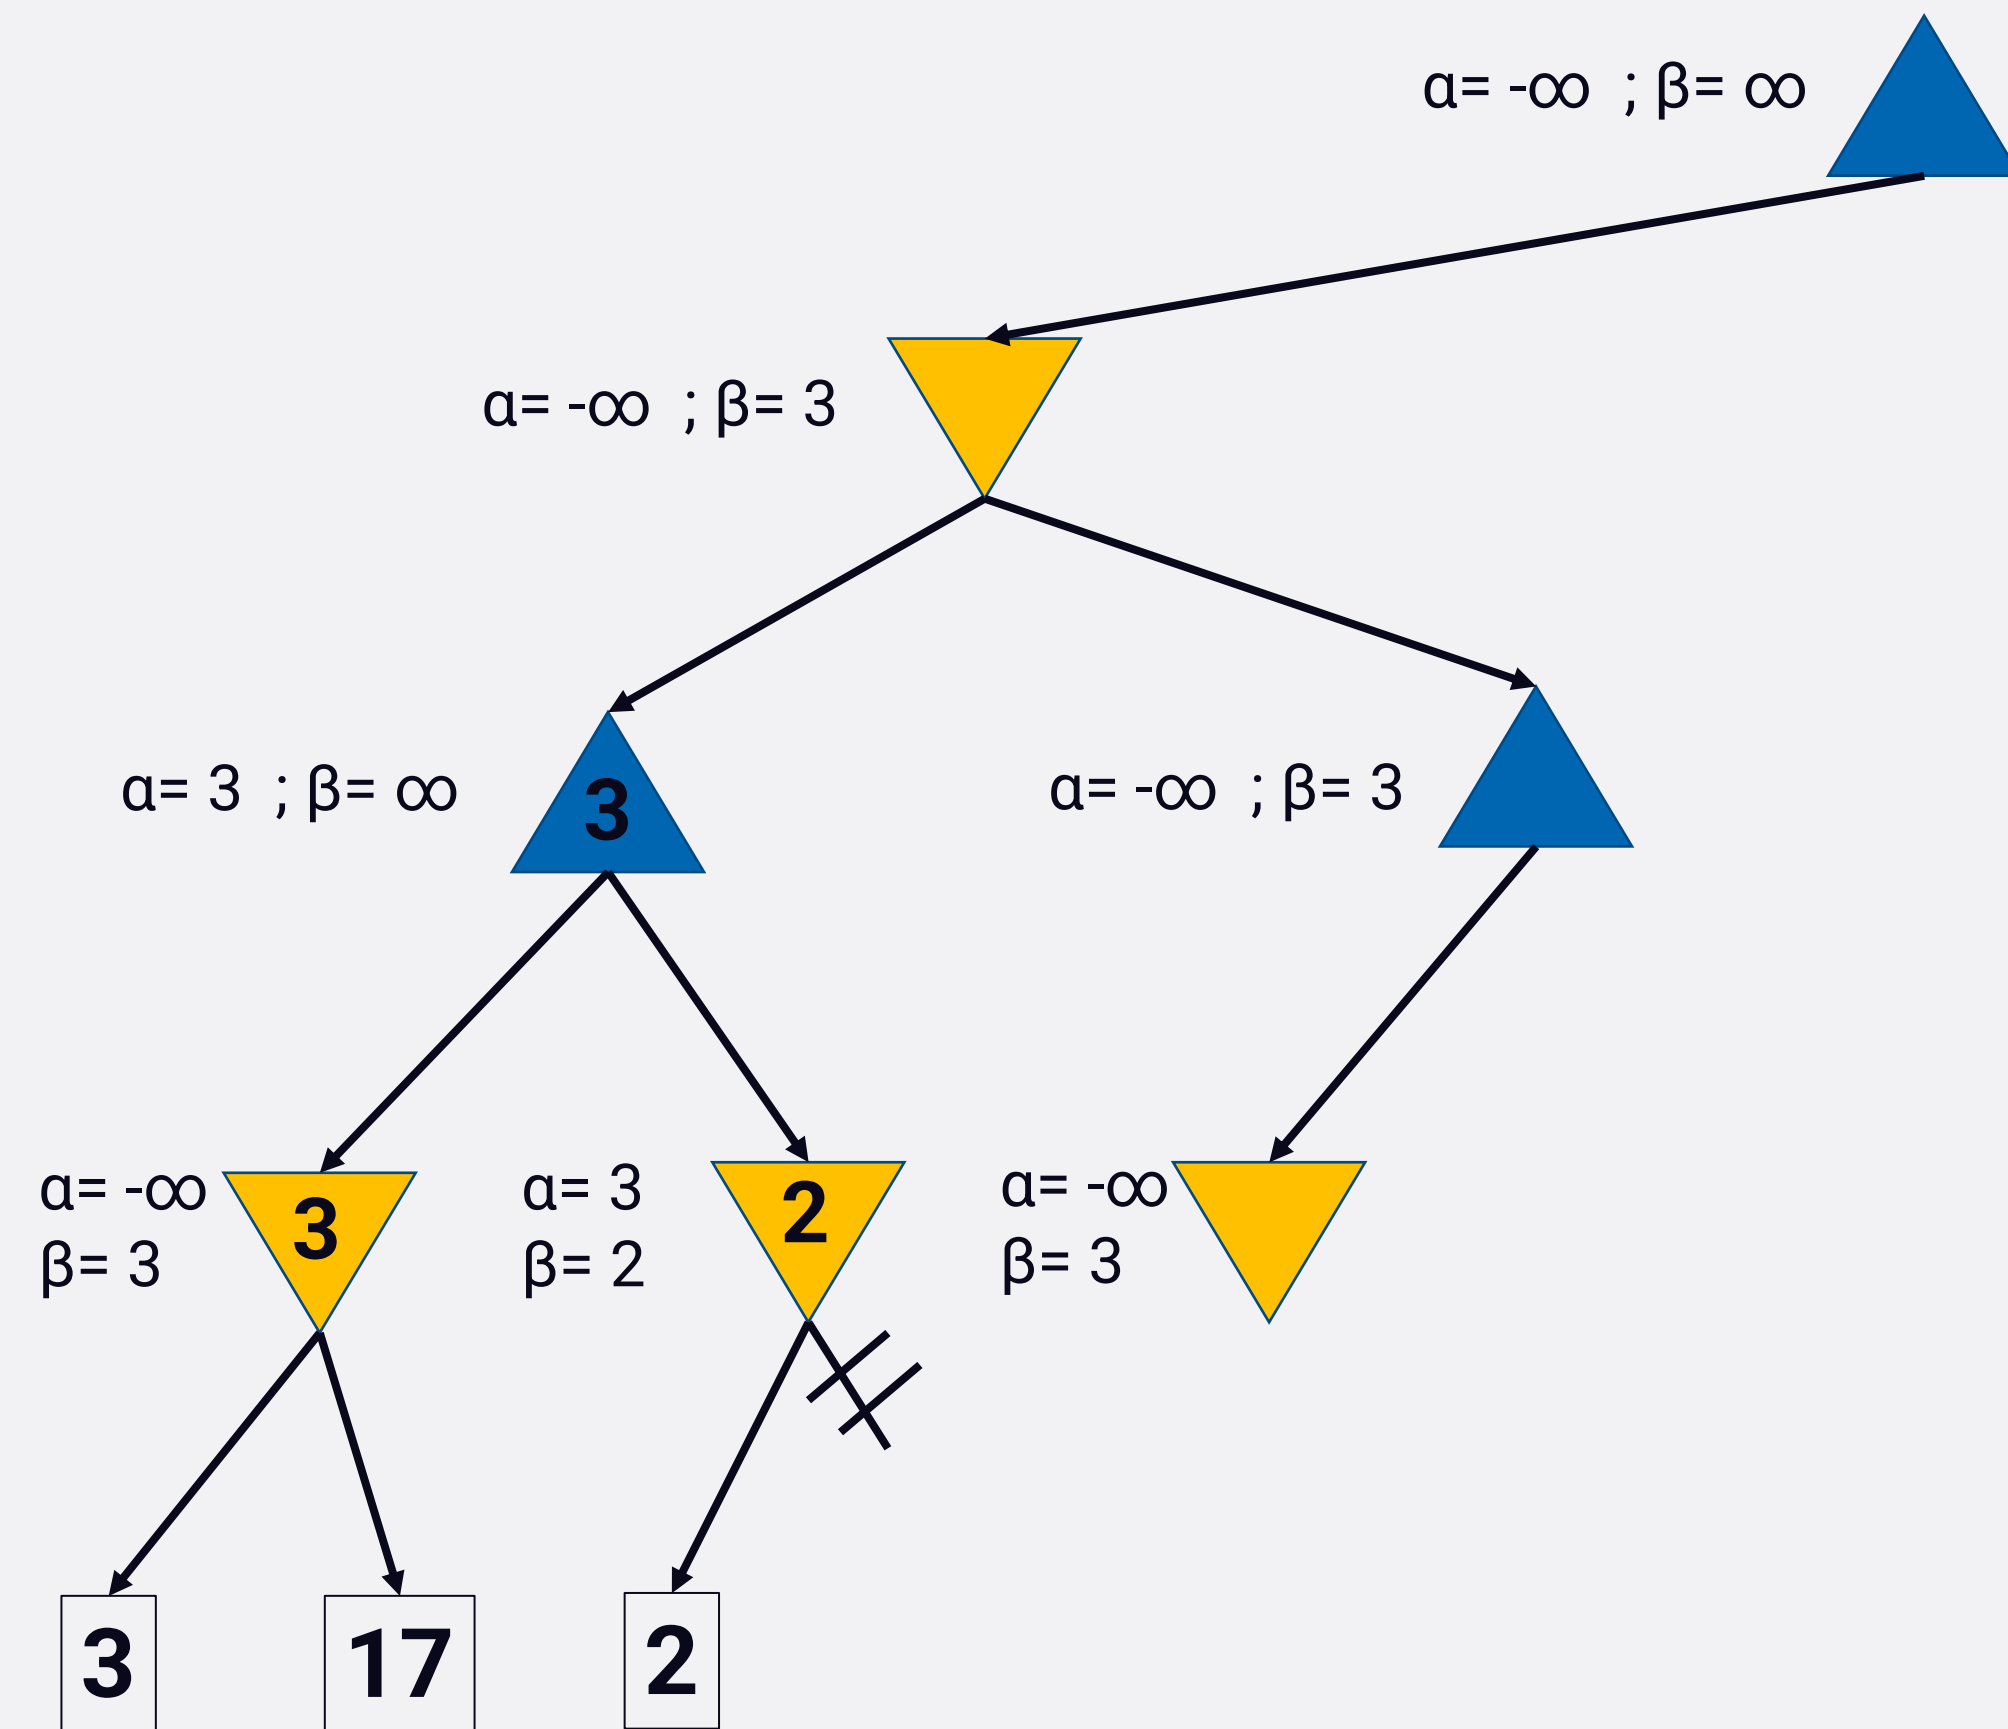 α= -∞ ; β= ∞
α= -∞ ; β= 3
α= 3 ; β= ∞
3
α= -∞ ; β= 3
α= -∞
β= 3
3
α= 3
β= 2
2
α= -∞
β= 3
3
17
2